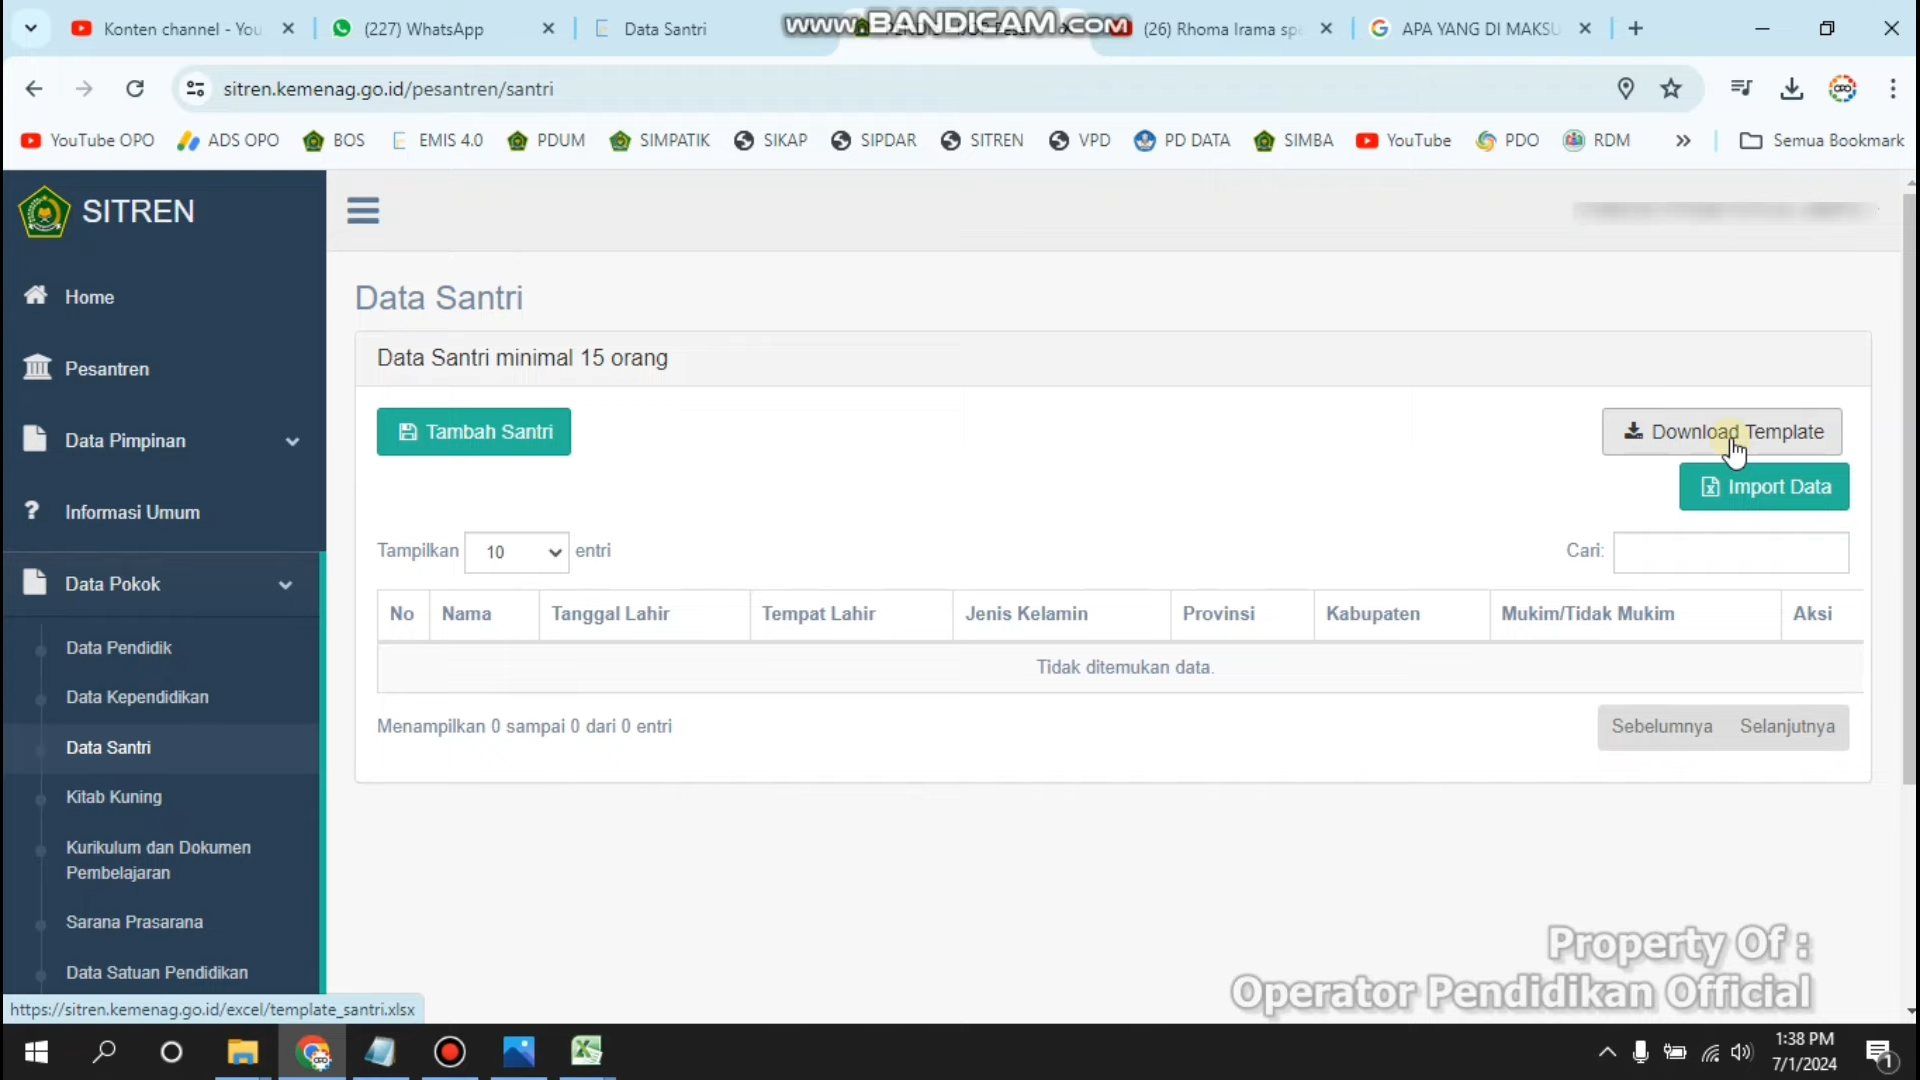 Konten channel - You
(227) WhatsApp
Data Santri
www.BANDICAM.com
(26) Rhoma Irama spe
APA YANG DI MAKSU
sitren.kemenag.go.id/pesantren/santri
YouTube OPO
ADS OPO
BOS
EMIS 4.0
PDUM
SIMPATIK
SIKAP
SIPDAR
SITREN
VPD
PD DATA
SIMBA
YouTube
PDO
RDM
»
Semua Bookmark
SITREN
Home
Pesantren
Data Pimpinan
Informasi Umum
Data Pokok
Data Pendidik
Data Kependidikan
Data Santri
Kitab Kuning
Kurikulum dan Dokumen
Pembelajaran
Sarana Prasarana
Data Satuan Pendidikan
https://sitren.kemenag.go.id/excel/template_santri.xlsx
Data Santri
Data Santri minimal 15 orang
Tambah Santri
Download Template
Import Data
Tampilkan 10 entri
Cari:
No Nama Tanggal Lahir Tempat Lahir Jenis Kelamin Provinsi Kabupaten Mukim/Tidak Mukim Aksi
Tidak ditemukan data.
Menampilkan 0 sampai 0 dari 0 entri
Sebelumnya Selanjutnya
Property Of :
Operator Pendidikan Official
1:38 PM
7/1/2024
1